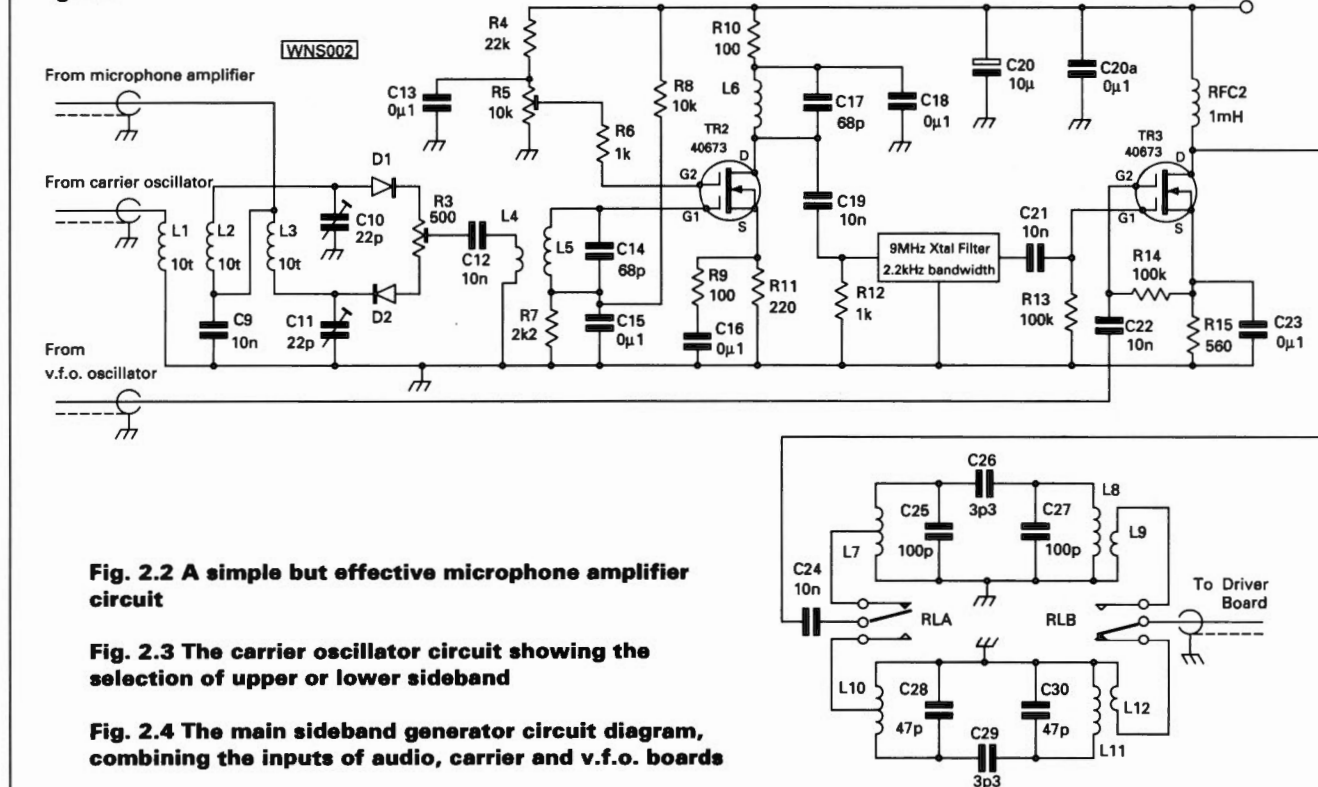 WNS002
From microphone amplifier
From carrier oscillator
From
v.f.o. oscillator
L1
10t
L2
10t
L3
10t
C9
10n
C10
22p
C11
22p
D1
D2
R3
500
C12
10n
L4
C13
0µ1
R4
22k
R5
10k
R6
1k
R8
10k
L5
C14
68p
R7
2k2
C15
0µ1
TR2
40673
G2
G1
D
S
R9
100
C16
0µ1
R11
220
R10
100
L6
C17
68p
C18
0µ1
C19
10n
R12
1k
9MHz Xtal Filter
2.2kHz bandwidth
C20
10µ
C20a
0µ1
RFC2
1mH
TR3
40673
G2
G1
D
S
C21
10n
R13
100k
R14
100k
C22
10n
R15
560
C23
0µ1
C24
10n
RLA
L7
C25
100p
C26
3p3
C27
100p
L8
L9
RLB
To Driver
Board
L10
C28
47p
C29
3p3
C30
47p
L11
L12
Fig. 2.2 A simple but effective microphone amplifier
circuit
Fig. 2.3 The carrier oscillator circuit showing the
selection of upper or lower sideband
Fig. 2.4 The main sideband generator circuit diagram,
combining the inputs of audio, carrier and v.f.o. boards